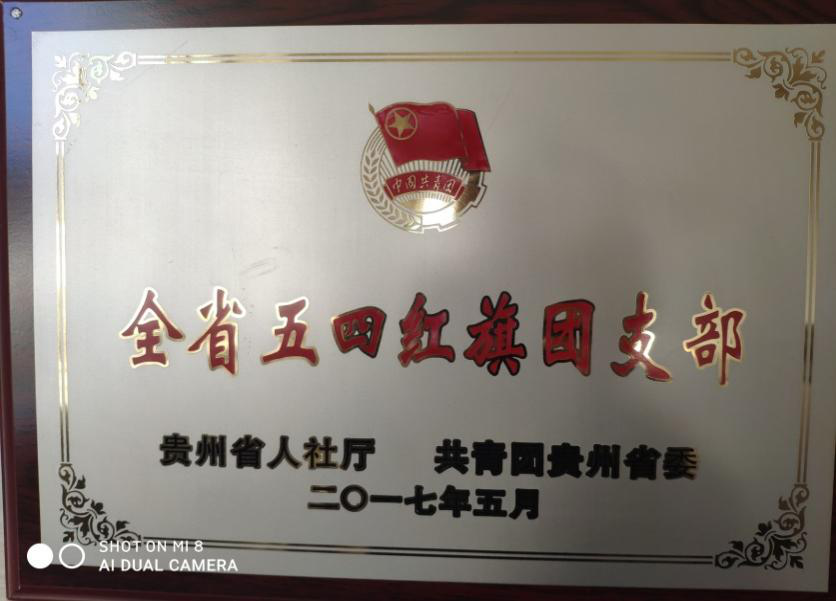 中国共青团
全省五四红旗团支部
贵州省人社厅 共青团贵州省委
二〇一七年五月
SHOT ON MI 8
AI DUAL CAMERA